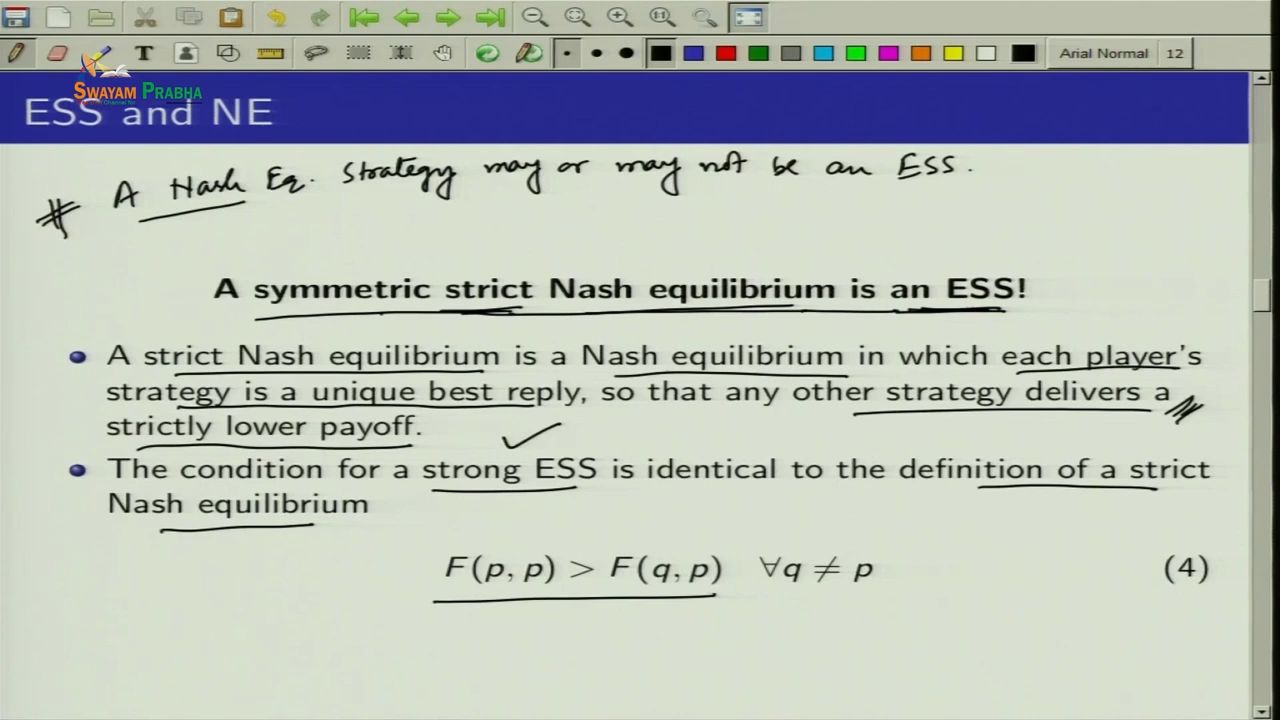 Arial Normal 12
SWAYAM PRABHA
ESS and NE
# A Nash Eq. Strategy may or may not be an ESS.
A symmetric strict Nash equilibrium is an ESS!
A strict Nash equilibrium is a Nash equilibrium in which each player's
strategy is a unique best reply, so that any other strategy delivers a
strictly lower payoff.
The condition for a strong ESS is identical to the definition of a strict
Nash equilibrium
F(p, p) > F(q, p) ∀q ≠ p (4)